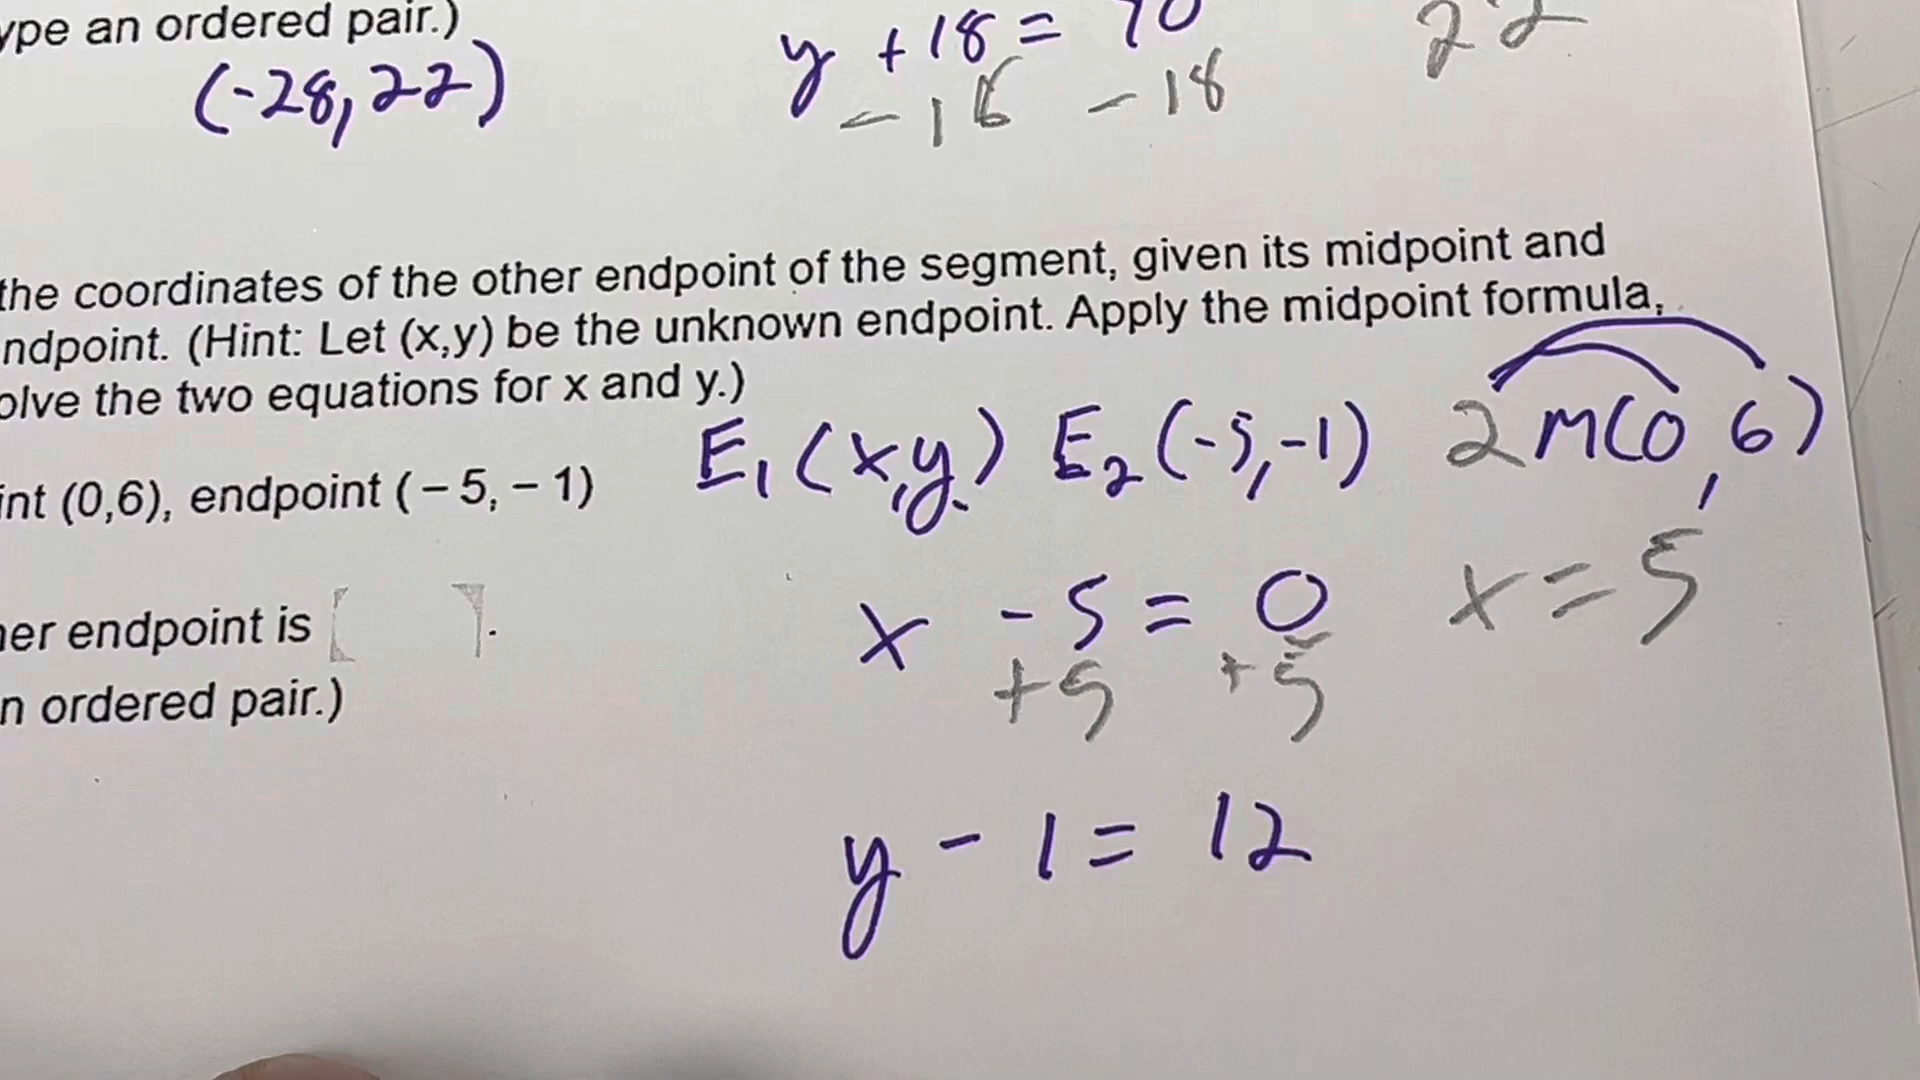 ype an ordered pair.)
(-28,22)
y + 18 = 70
- 18 - 18
22
the coordinates of the other endpoint of the segment, given its midpoint and
ndpoint. (Hint: Let (x,y) be the unknown endpoint. Apply the midpoint formula,
olve the two equations for x and y.)
E₁(x,y) E₂(-5,-1) 2M(0,6)
int (0,6), endpoint (-5, -1)
x - 5 = 0 x = 5
+5 +5
er endpoint is [ ].
n ordered pair.)
y - 1 = 12